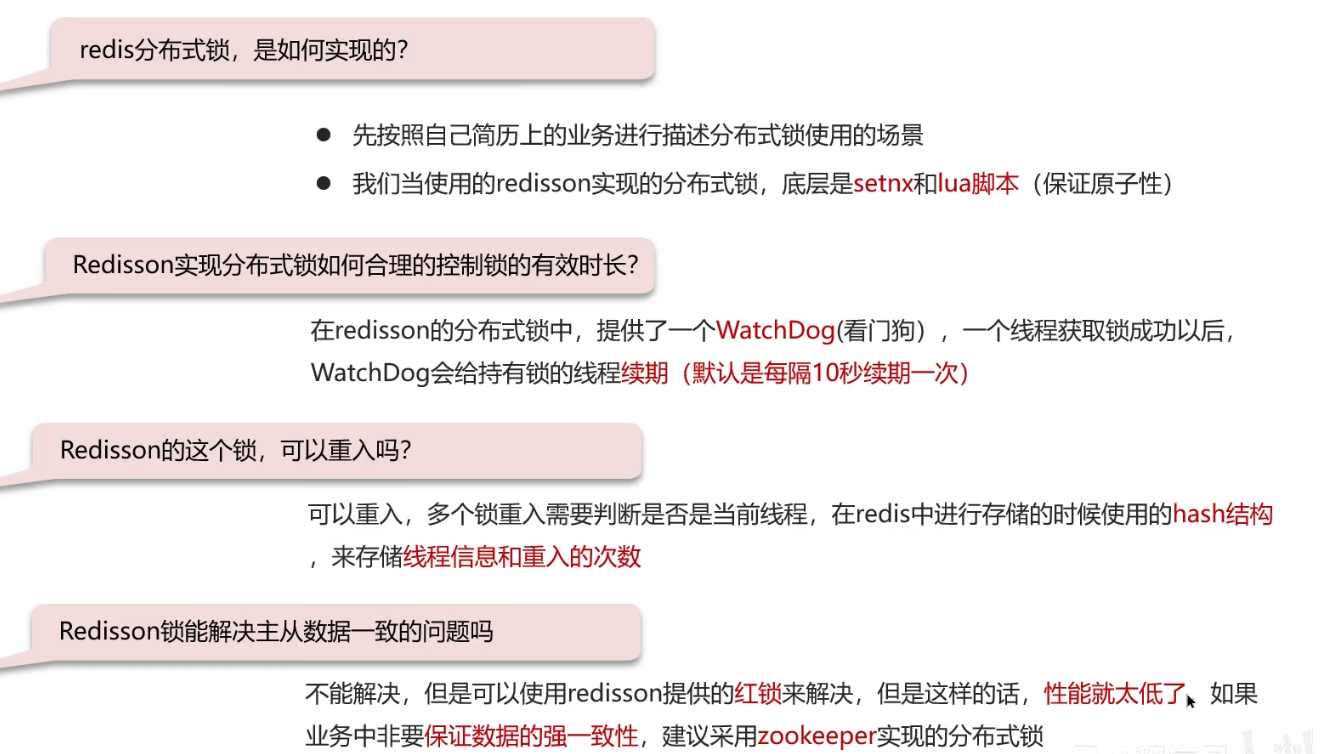 redis分布式锁，是如何实现的？
● 先按照自己简历上的业务进行描述分布式锁使用的场景
● 我们当使用的redisson实现的分布式锁，底层是setnx和lua脚本（保证原子性）
Redisson实现分布式锁如何合理的控制锁的有效时长？
在redisson的分布式锁中，提供了一个WatchDog(看门狗），一个线程获取锁成功以后，
WatchDog会给持有锁的线程续期（默认是每隔10秒续期一次）
Redisson的这个锁，可以重入吗？
可以重入，多个锁重入需要判断是否是当前线程，在redis中进行存储的时候使用的hash结构
，来存储线程信息和重入的次数
Redisson锁能解决主从数据一致的问题吗
不能解决，但是可以使用redisson提供的红锁来解决，但是这样的话，性能就太低了，如果
业务中非要保证数据的强一致性，建议采用zookeeper实现的分布式锁